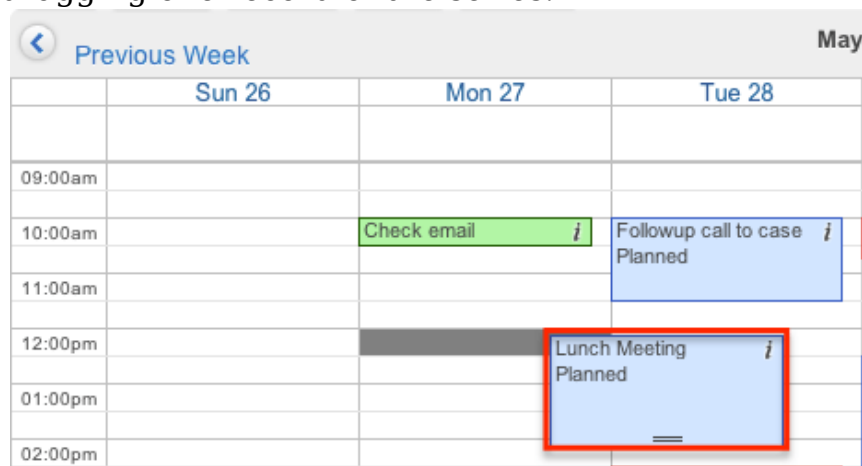 Previous Week
May
Sun 26 Mon 27 Tue 28
09:00am
10:00am Check email i Followup call to case i
Planned
11:00am
12:00pm Lunch Meeting i
Planned
01:00pm
02:00pm